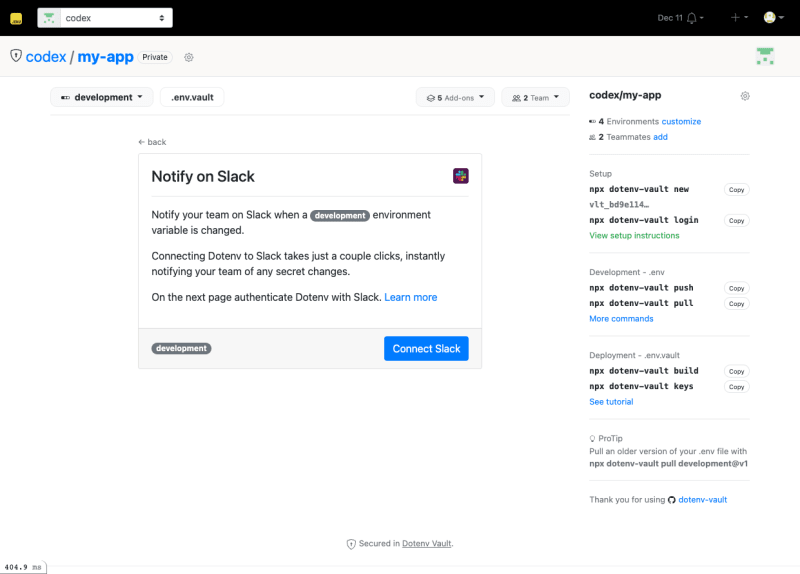 codex
Dec 11
codex / my-app Private
development
.env.vault
5 Add-ons
2 Team
← back
Notify on Slack
Notify your team on Slack when a development environment
variable is changed.
Connecting Dotenv to Slack takes just a couple clicks, instantly
notifying your team of any secret changes.
On the next page authenticate Dotenv with Slack. Learn more
development
Connect Slack
codex/my-app
4 Environments customize
2 Teammates add
Setup
npx dotenv-vault new Copy
vlt_bd9e114…
npx dotenv-vault login Copy
View setup instructions
Development - .env
npx dotenv-vault push Copy
npx dotenv-vault pull Copy
More commands
Deployment - .env.vault
npx dotenv-vault build Copy
npx dotenv-vault keys Copy
See tutorial
ProTip
Pull an older version of your .env file with
npx dotenv-vault pull development@v1
Thank you for using dotenv-vault
Secured in Dotenv Vault.
404.9 ms